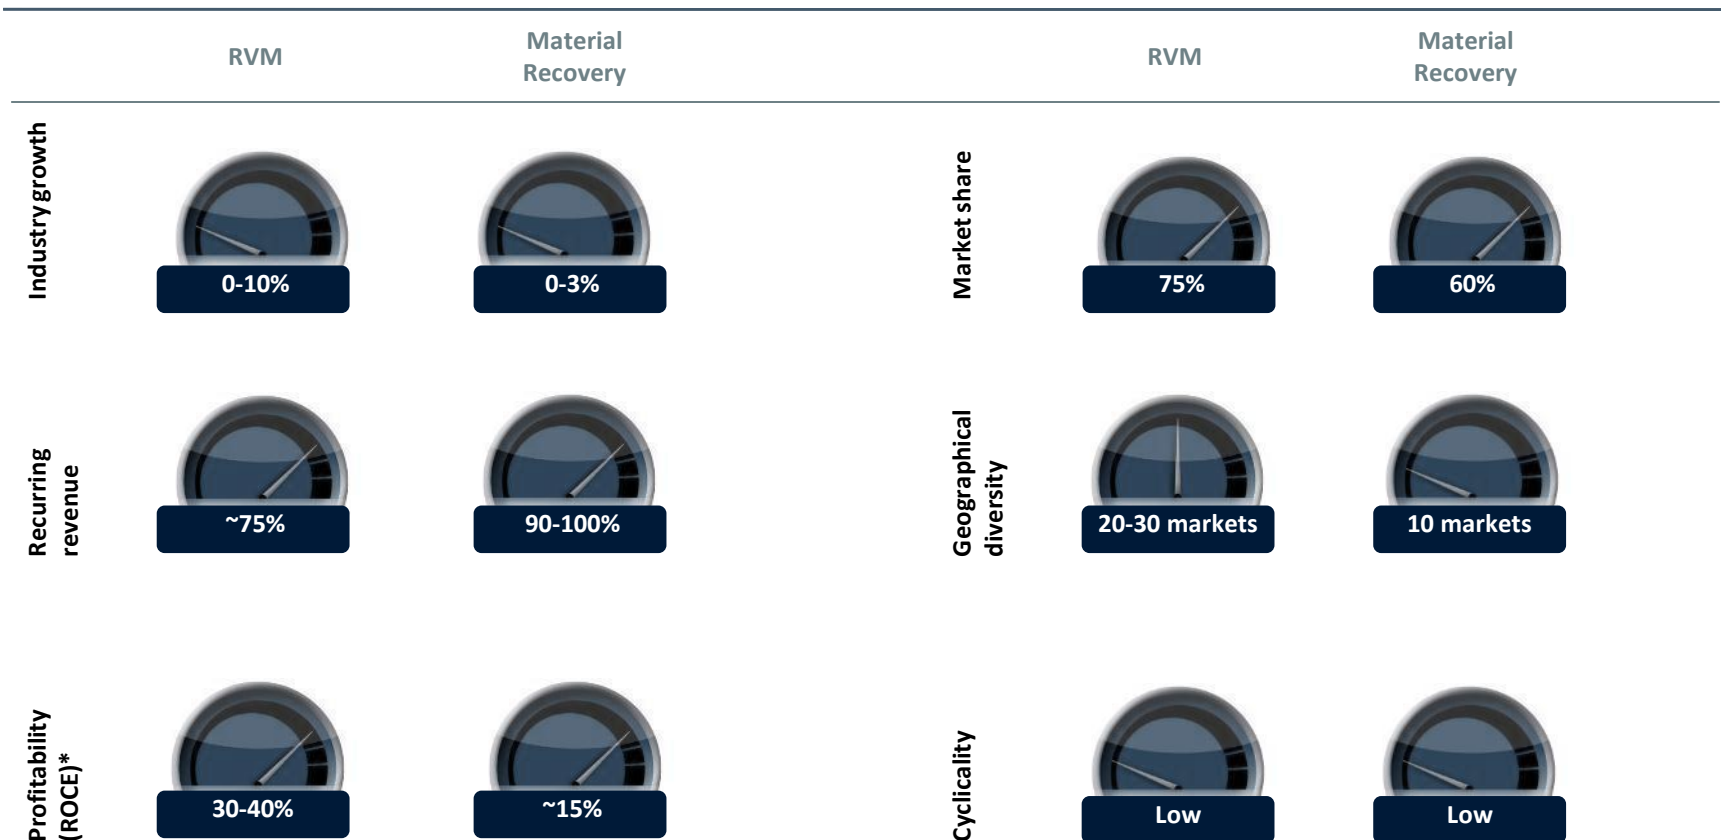 RVM
Material
Recovery
RVM
Material
Recovery
Industry growth
0-10%
0-3%
Market share
75%
60%
Recurring
revenue
~75%
90-100%
Geographical
diversity
20-30 markets
10 markets
Profitability
(ROCE)*
30-40%
~15%
Cyclicality
Low
Low